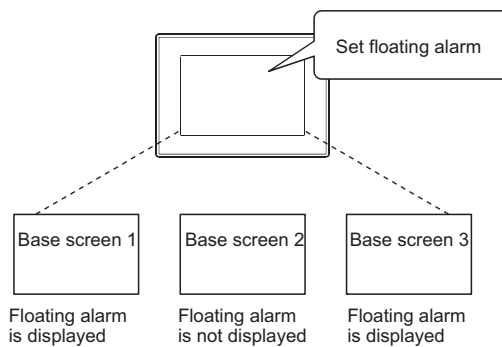 Set floating alarm
Base screen 1
Base screen 2
Base screen 3
Floating alarm
is displayed
Floating alarm
is not displayed
Floating alarm
is displayed